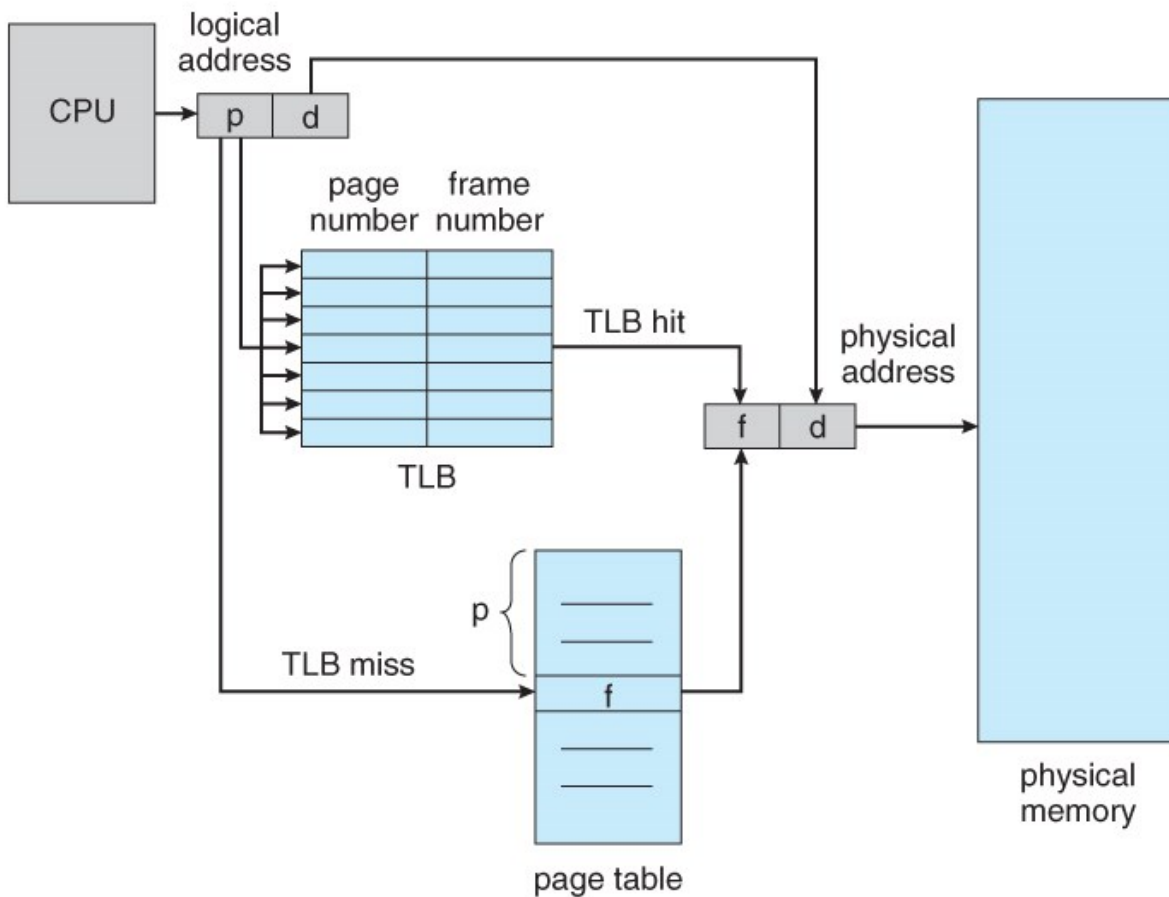 logical
address
CPU
p
d
page
number
frame
number
TLB hit
physical
address
f
d
TLB
p
TLB miss
f
physical
memory
page table